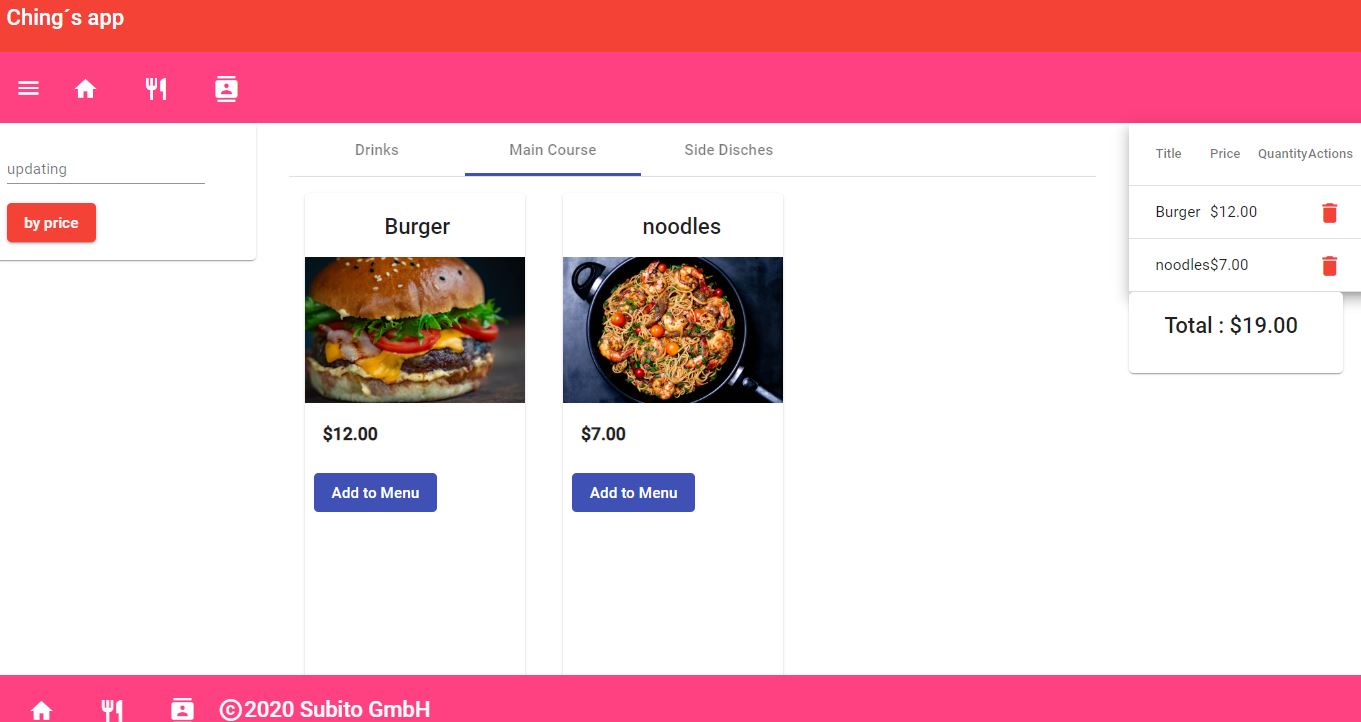 Ching´s app
updating
by price
Drinks Main Course Side Disches
Burger
$12.00
Add to Menu
noodles
$7.00
Add to Menu
Title Price Quantity Actions
Burger $12.00
noodles $7.00
Total : $19.00
©2020 Subito GmbH